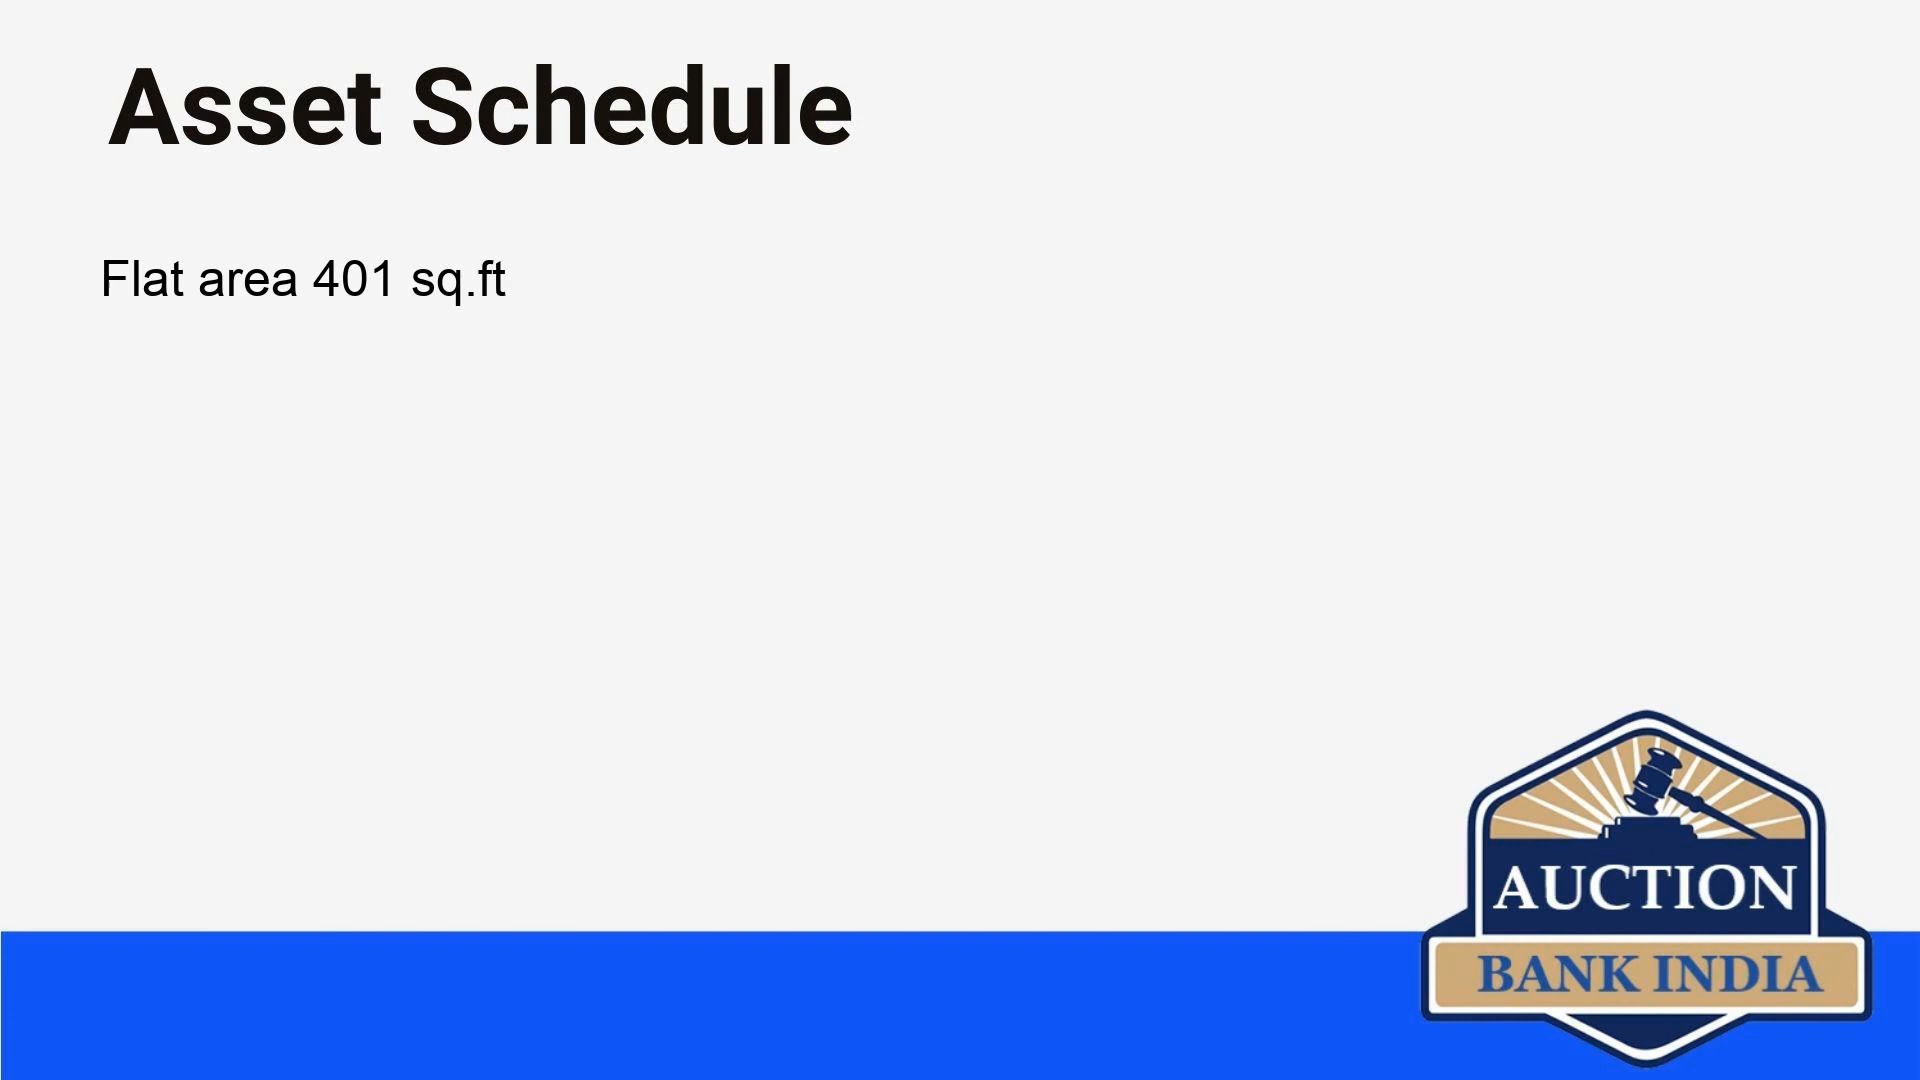 Asset Schedule
Flat area 401 sq.ft
AUCTION
BANK INDIA